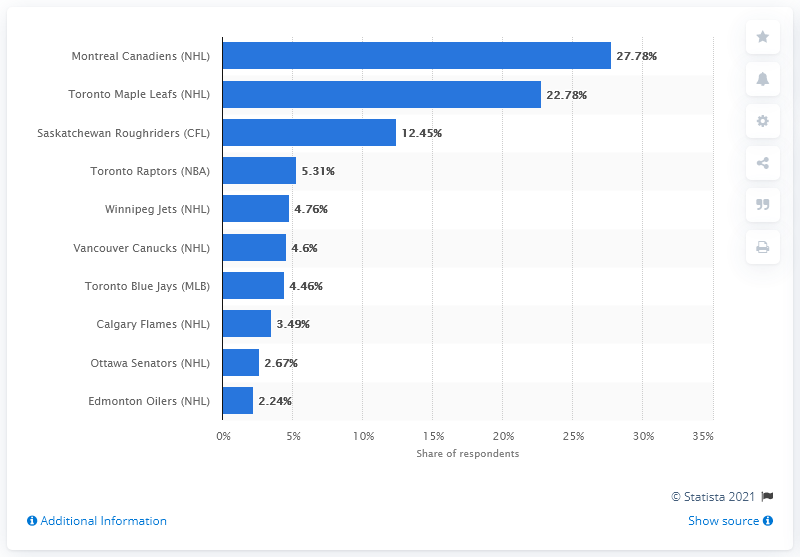 Montreal Canadiens (NHL) 27.78%
Toronto Maple Leafs (NHL) 22.78%
Saskatchewan Roughriders (CFL) 12.45%
Toronto Raptors (NBA) 5.31%
Winnipeg Jets (NHL) 4.76%
Vancouver Canucks (NHL) 4.6%
Toronto Blue Jays (MLB) 4.46%
Calgary Flames (NHL) 3.49%
Ottawa Senators (NHL) 2.67%
Edmonton Oilers (NHL) 2.24%
0% 5% 10% 15% 20% 25% 30% 35%
Share of respondents
© Statista 2021
Additional Information Show source